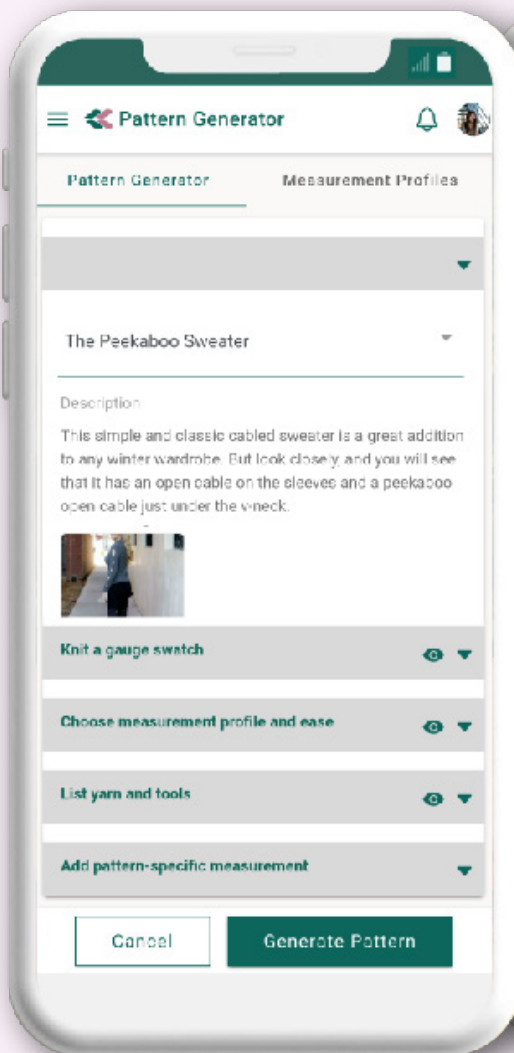 Pattern Generator
Pattern Generator Measurement Profiles
The Peekaboo Sweater
Description
This simple and classic cabled sweater is a great addition
to any winter wardrobe. But look closely, and you will see
that it has an open cable on the sleeves and a peekaboo
open cable just under the v-neck.
Knit a gauge swatch
Choose measurement profile and ease
List yarn and tools
Add pattern-specific measurement
Cancel Generate Pattern